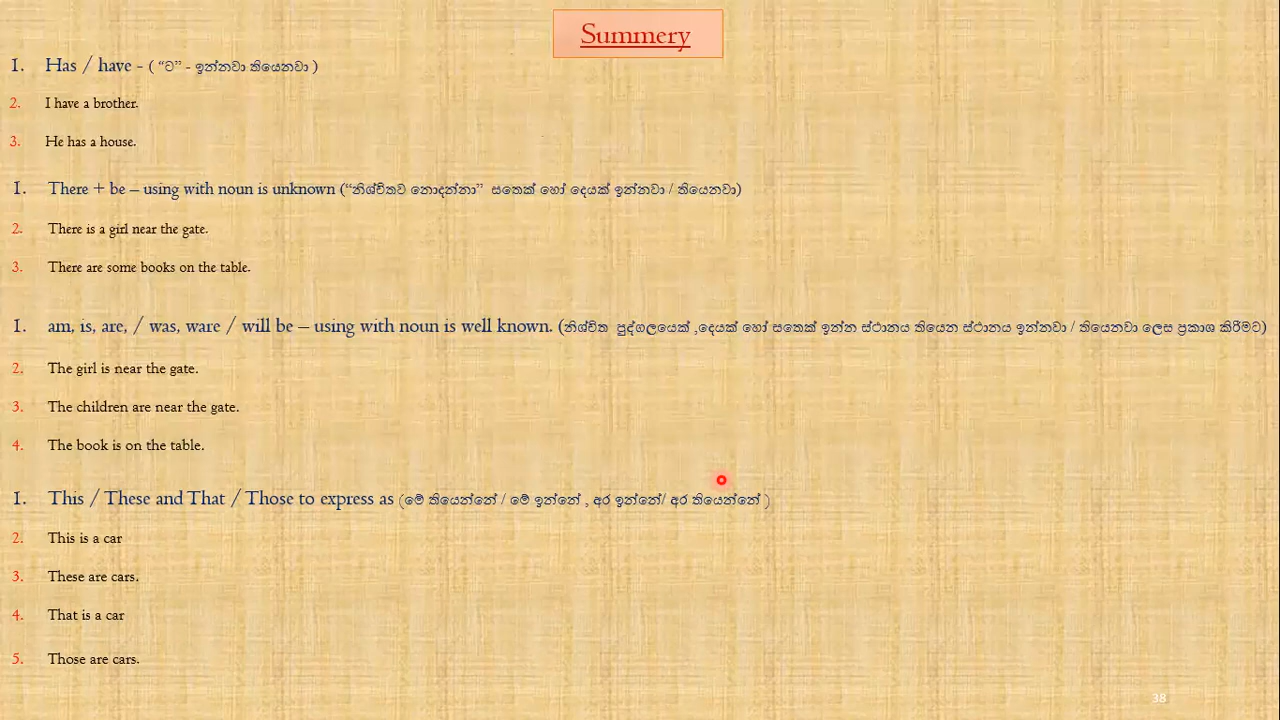 Summery
1. Has / have - ( “ට” - ඉන්නවා තියෙනවා )
2. I have a brother.
3. He has a house.
1. There + be – using with noun is unknown (“නිශ්චිතව නොදන්නා” සතෙක් හෝ දෙයක් ඉන්නවා / තියෙනවා)
2. There is a girl near the gate.
3. There are some books on the table.
1. am, is, are, / was, ware / will be – using with noun is well known. (නිශ්චිත පුද්ගලයෙක් ,දෙයක් හෝ සතෙක් ඉන්න ස්ථානය තියෙන ස්ථානය ඉන්නවා / තියෙනවා ලෙස ප්‍රකාශ කිරීමට)
2. The girl is near the gate.
3. The children are near the gate.
4. The book is on the table.
1. This / These and That / Those to express as (මේ තියෙන්නේ / මේ ඉන්නේ , අර ඉන්නේ/ අර තියෙන්නේ )
2. This is a car
3. These are cars.
4. That is a car
5. Those are cars.
38